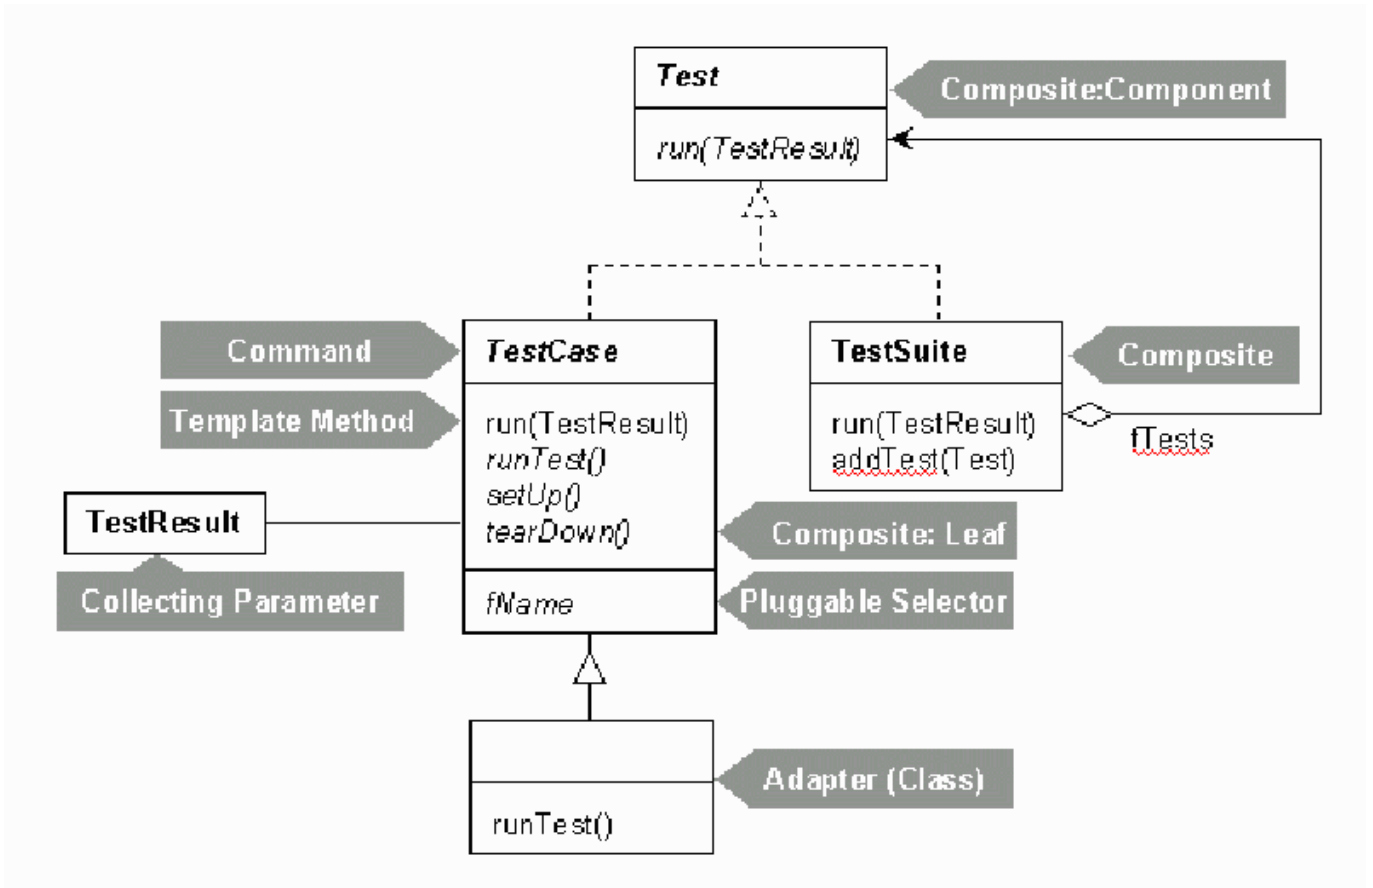 Test
Composite:Component
run(TestResult)
Command
TestCase
TestSuite
Composite
Template Method
run(TestResult)
runTest()
setUp()
tearDown()
run(TestResult)
addTest(Test)
fTests
TestResult
Composite: Leaf
Collecting Parameter
fName
Pluggable Selector
Adapter (Class)
runTest()